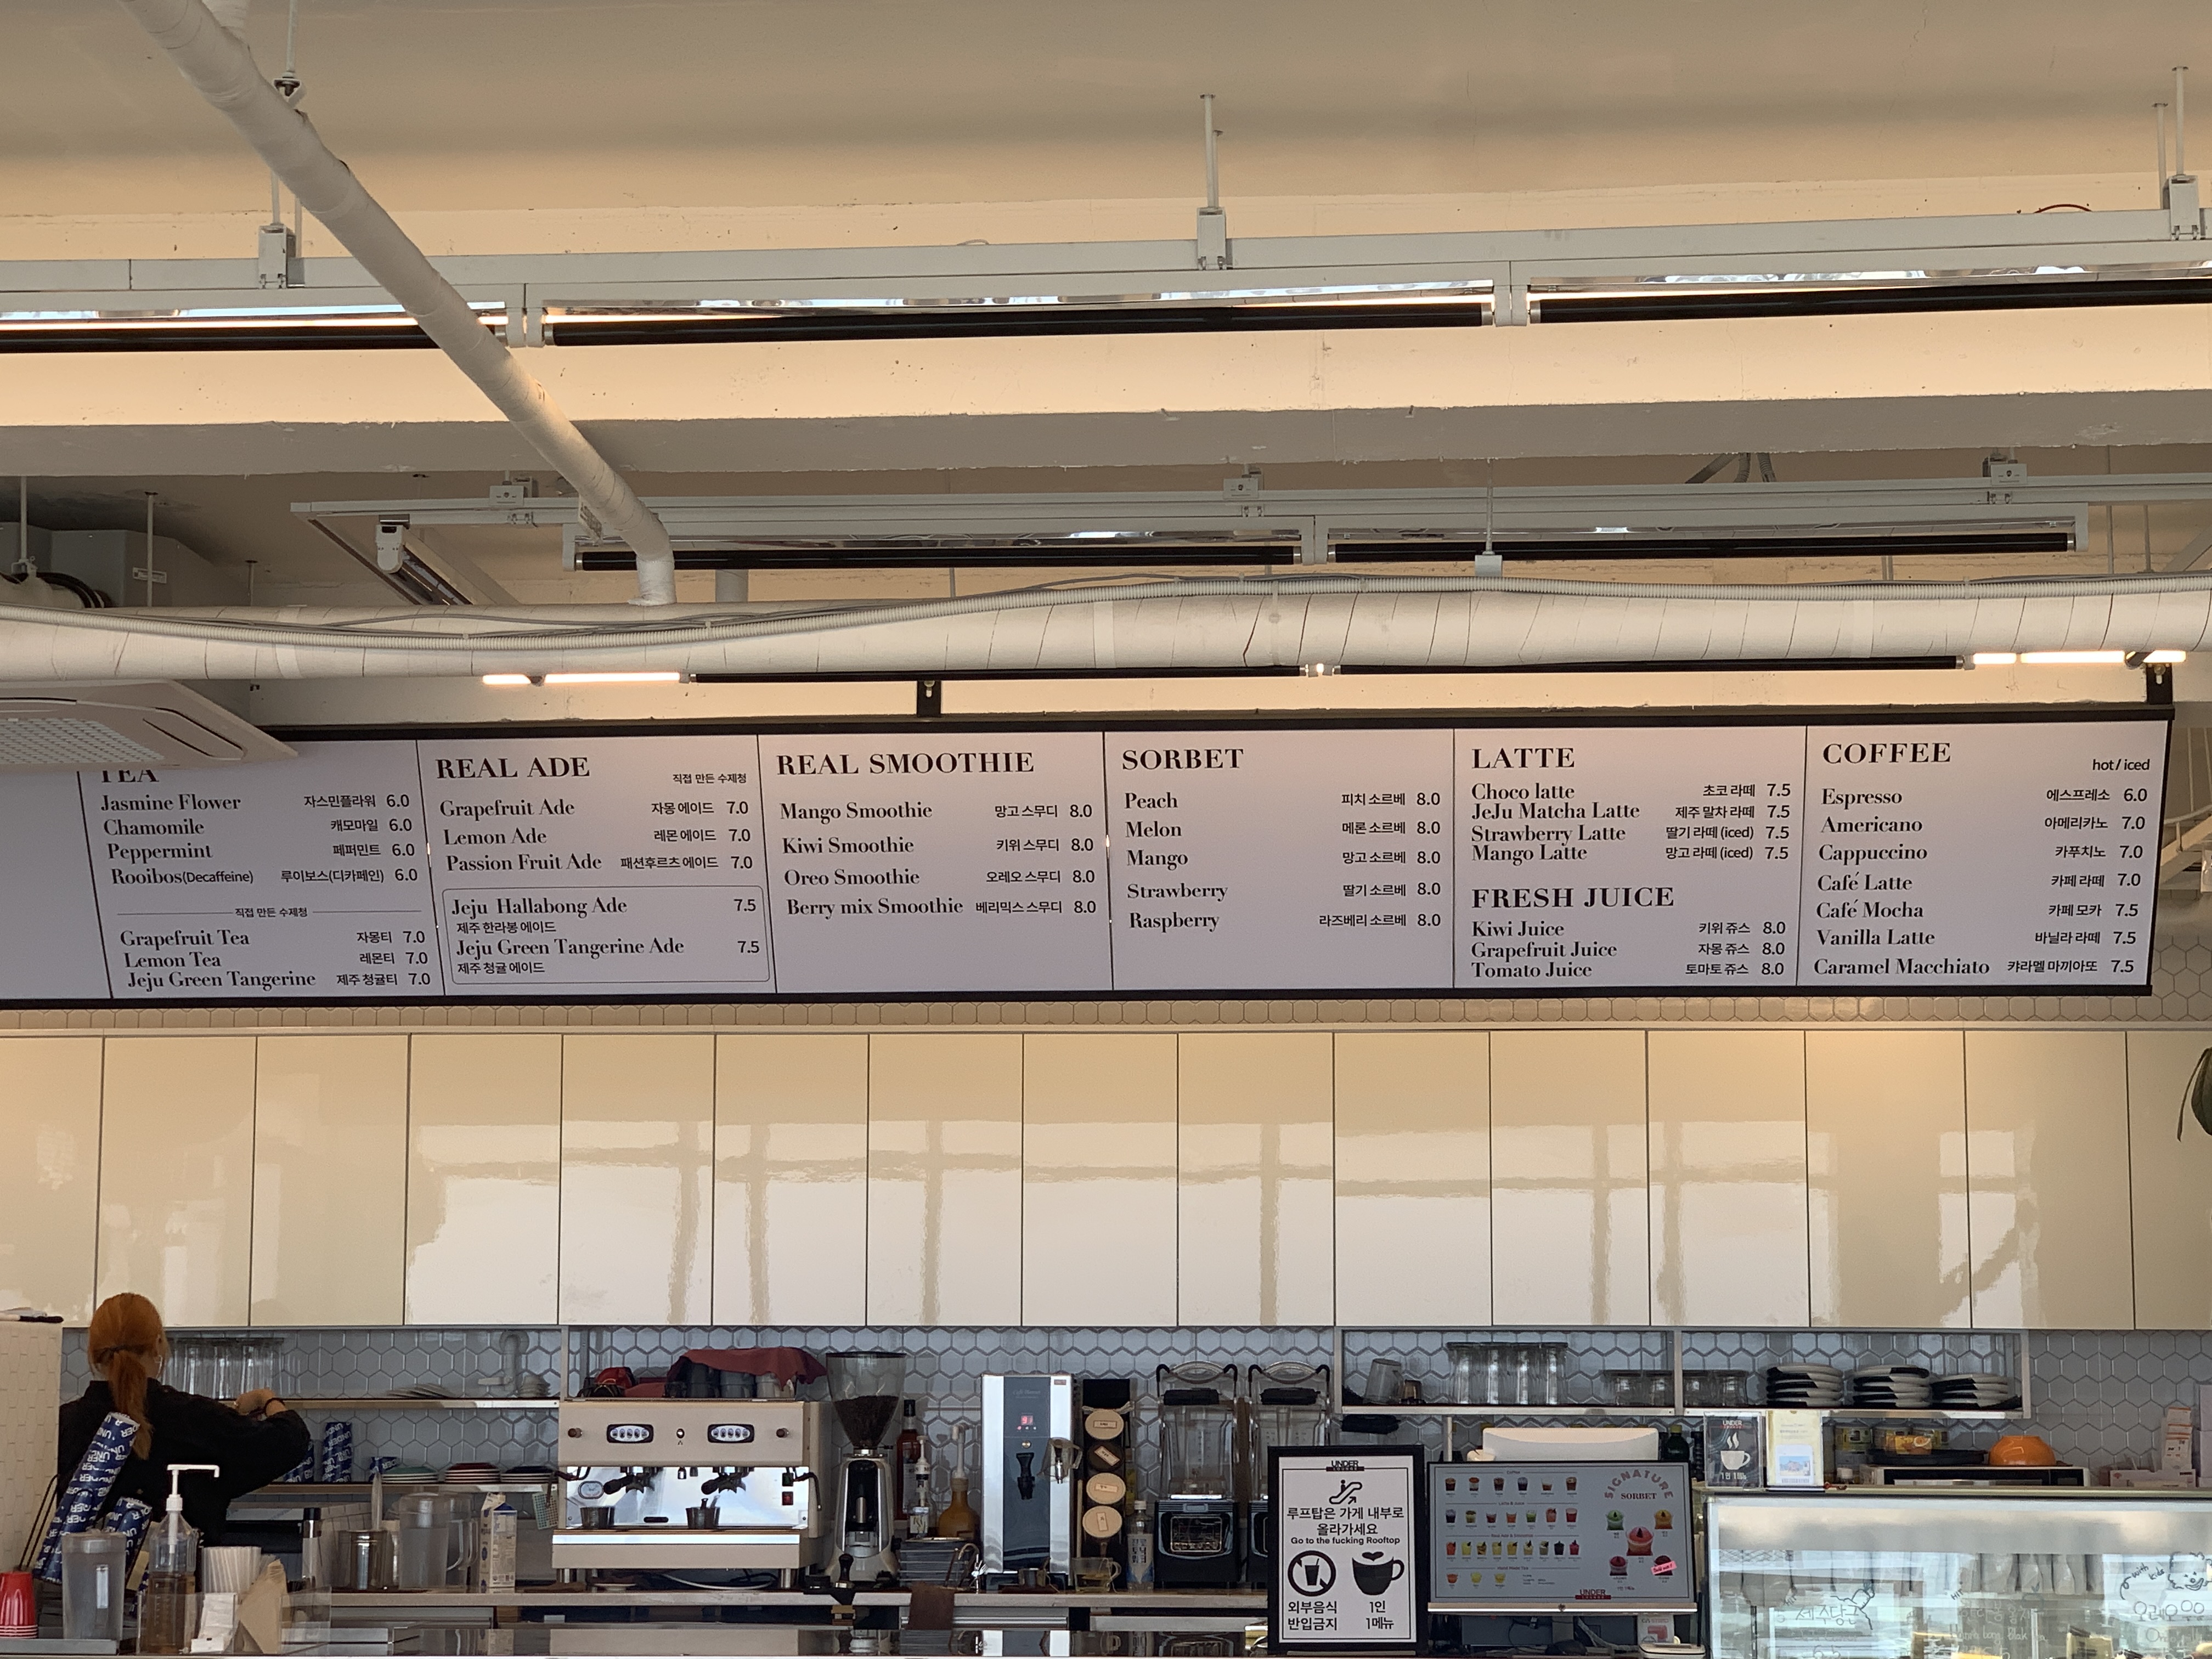 TEA
Jasmine Flower 자스민플라워 6.0
Chamomile 캐모마일 6.0
Peppermint 페퍼민트 6.0
Rooibos(Decaffeine) 루이보스(디카페인) 6.0
직접 만든 수제청
Grapefruit Tea 자몽티 7.0
Lemon Tea 레몬티 7.0
Jeju Green Tangerine 제주 청귤티 7.0
REAL ADE
직접 만든 수제청
Grapefruit Ade 자몽 에이드 7.0
Lemon Ade 레몬 에이드 7.0
Passion Fruit Ade 패션후르츠 에이드 7.0
Jeju Hallabong Ade 7.5
제주 한라봉 에이드
Jeju Green Tangerine Ade 7.5
제주 청귤 에이드
REAL SMOOTHIE
Mango Smoothie 망고 스무디 8.0
Kiwi Smoothie 키위 스무디 8.0
Oreo Smoothie 오레오 스무디 8.0
Berry mix Smoothie 베리믹스 스무디 8.0
SORBET
Peach 피치 소르베 8.0
Melon 메론 소르베 8.0
Mango 망고 소르베 8.0
Strawberry 딸기 소르베 8.0
Raspberry 라즈베리 소르베 8.0
LATTE
Choco latte 초코 라떼 7.5
JeJu Matcha Latte 제주 말차 라떼 7.5
Strawberry Latte 딸기 라떼 (iced) 7.5
Mango Latte 망고 라떼 (iced) 7.5
FRESH JUICE
Kiwi Juice 키위 쥬스 8.0
Grapefruit Juice 자몽 쥬스 8.0
Tomato Juice 토마토 쥬스 8.0
COFFEE
hot / iced
Espresso 에스프레소 6.0
Americano 아메리카노 7.0
Cappuccino 카푸치노 7.0
Café Latte 카페 라떼 7.0
Café Mocha 카페 모카 7.5
Vanilla Latte 바닐라 라떼 7.5
Caramel Macchiato 캬라멜 마끼아또 7.5
UNDER
루프탑은 가게 내부로
올라가세요
Go to the fucking Rooftop
외부음식
반입금지
1인
1메뉴
SIGNATURE
SORBET
UNDER
UNDER
with kids